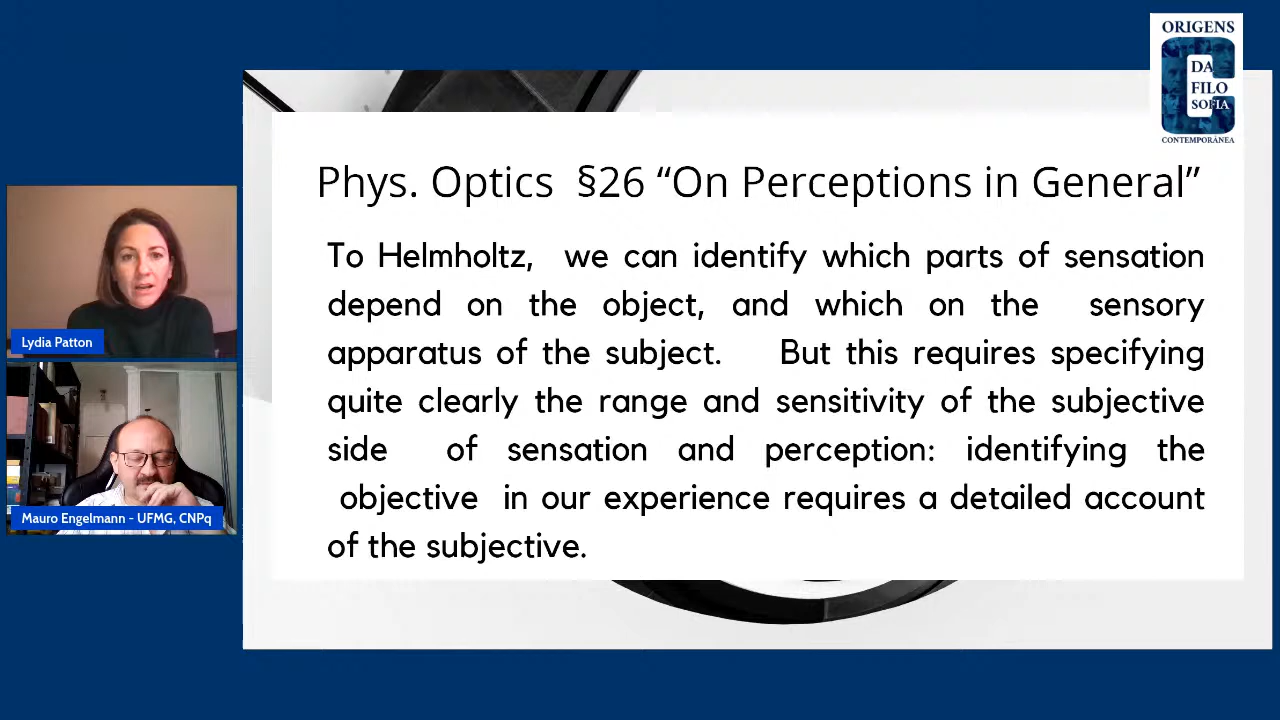 ORIGENS
DA
FILO
SOFIA
CONTEMPORÂNEA
Phys. Optics §26 “On Perceptions in General”
To Helmholtz, we can identify which parts of sensation
depend on the object, and which on the sensory
apparatus of the subject. But this requires specifying
quite clearly the range and sensitivity of the subjective
side of sensation and perception: identifying the
objective in our experience requires a detailed account
of the subjective.
Lydia Patton
Mauro Engelmann - UFMG, CNPq